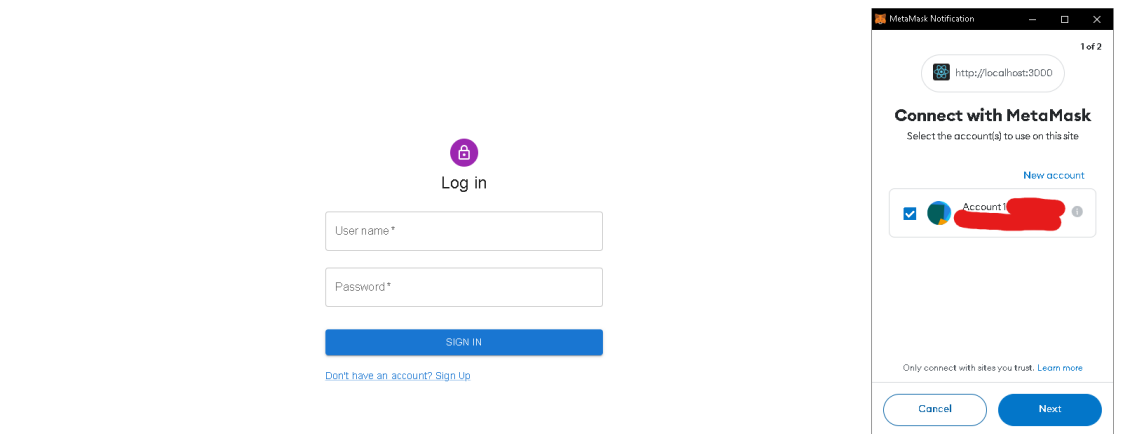 Log in
User name *
Password *
SIGN IN
Don't have an account? Sign Up
MetaMask Notification
1 of 2
http://localhost:3000
Connect with MetaMask
Select the account(s) to use on this site
New account
Account 1
Only connect with sites you trust. Learn more
Cancel
Next